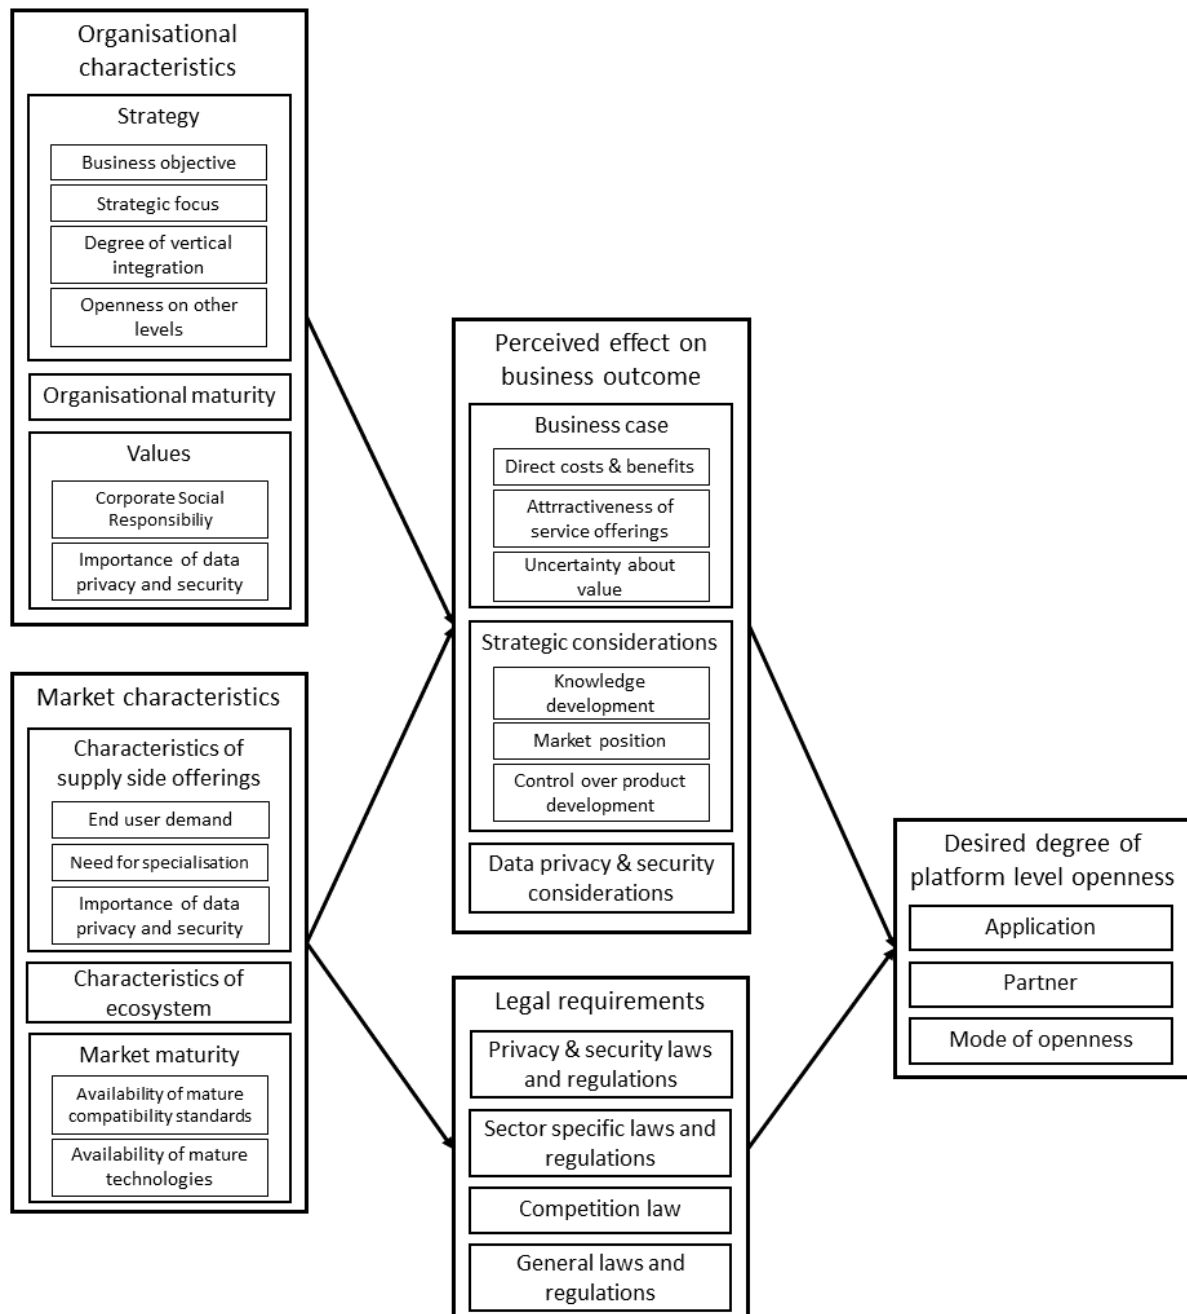 Organisational
characteristics
Strategy
Business objective
Strategic focus
Degree of vertical
integration
Openness on other
levels
Organisational maturity
Values
Corporate Social
Responsibiliy
Importance of data
privacy and security
Market characteristics
Characteristics of
supply side offerings
End user demand
Need for specialisation
Importance of data
privacy and security
Characteristics of
ecosystem
Market maturity
Availability of mature
compatibility standards
Availability of mature
technologies
Perceived effect on
business outcome
Business case
Direct costs & benefits
Attrractiveness of
service offerings
Uncertainty about
value
Strategic considerations
Knowledge
development
Market position
Control over product
development
Data privacy & security
considerations
Legal requirements
Privacy & security laws
and regulations
Sector specific laws and
regulations
Competition law
General laws and
regulations
Desired degree of
platform level openness
Application
Partner
Mode of openness